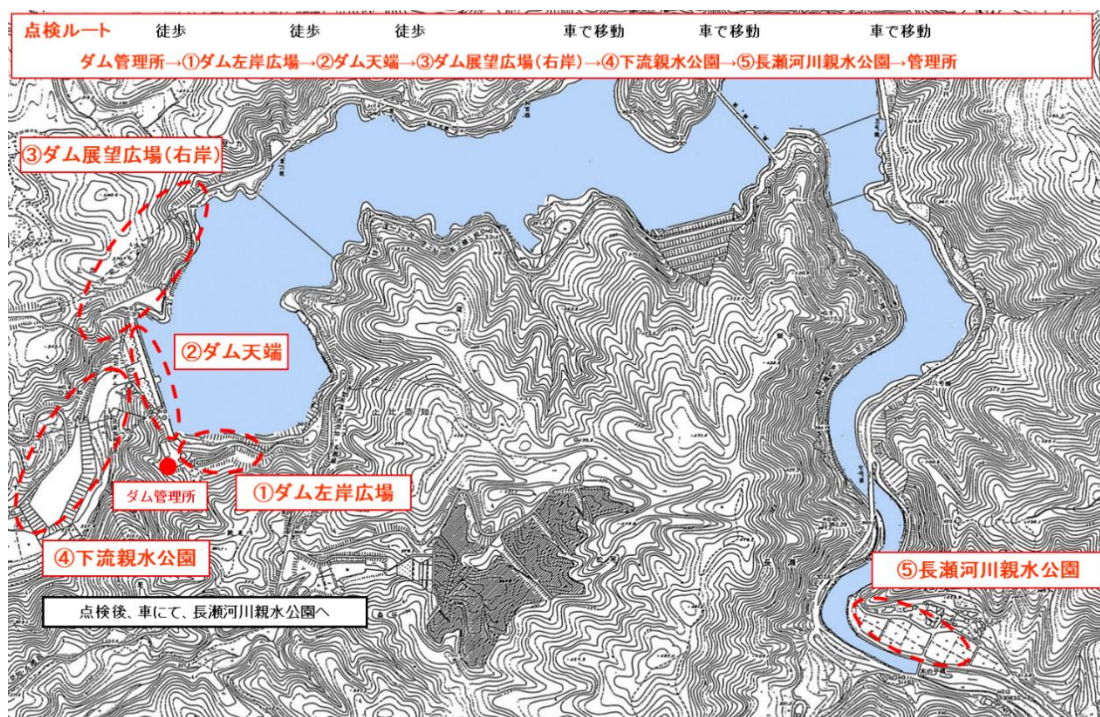 点検ルート 徒歩 徒歩 徒歩 車で移動 車で移動 車で移動
ダム管理所→①ダム左岸広場→②ダム天端→③ダム展望広場(右岸)→④下流親水公園→⑤長瀬河川親水公園→管理所
③ダム展望広場(右岸)
②ダム天端
ダム管理所
①ダム左岸広場
④下流親水公園
⑤長瀬河川親水公園
点検後、車にて、長瀬河川親水公園へ